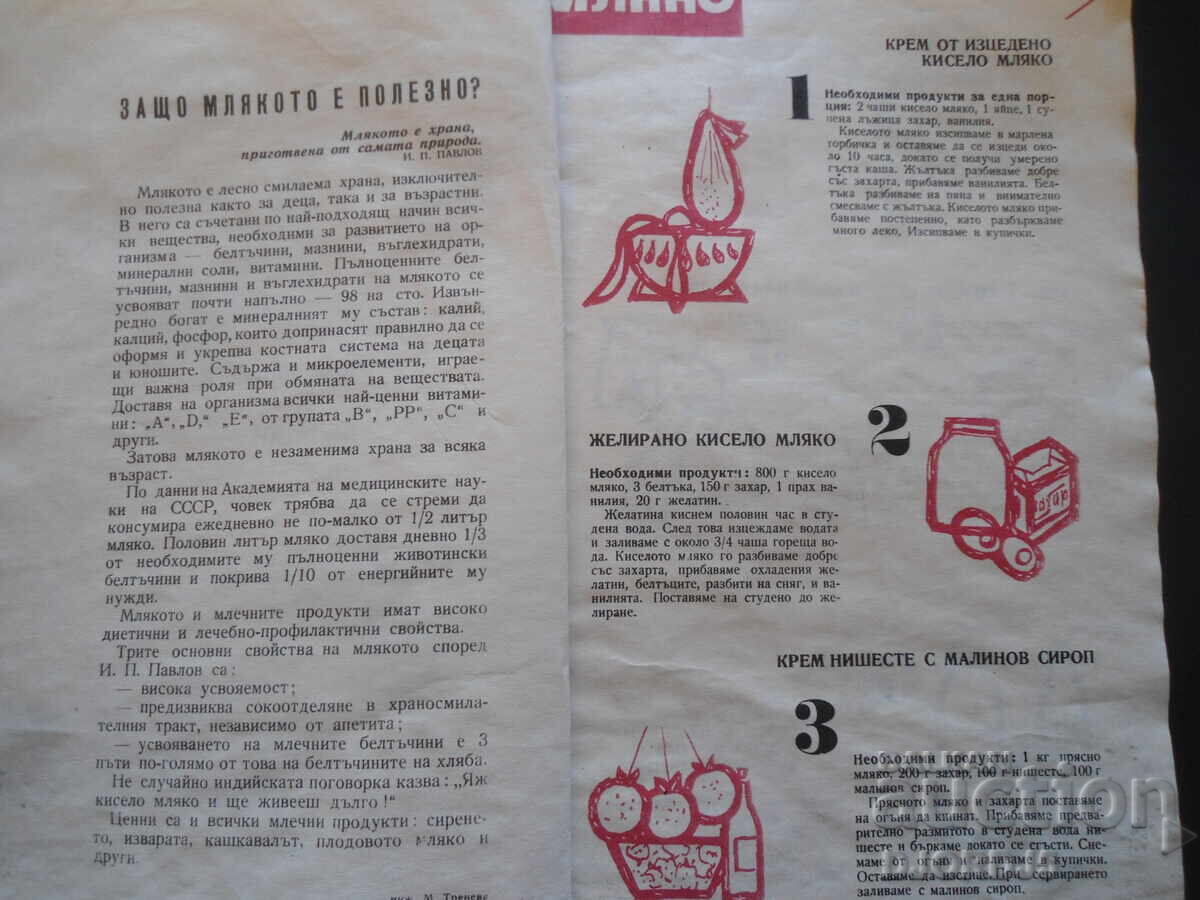 ЗАЩО МЛЯКОТО Е ПОЛЕЗНО?
Млякото е храна,
приготвена от самата природа.
И. П. ПАВЛОВ
Млякото е лесно смилаема храна, изключител-
но полезна както за деца, така и за възрастни.
В него са съчетани по най-подходящ начин всич-
ки вещества, необходими за развитието на ор-
ганизма — белтъчини, мазнини, въглехидрати,
минерални соли, витамини. Пълноценните бел-
тъчини, мазнини и въглехидрати на млякото се
усвояват почти напълно — 98 на сто. Извън-
редно богат е минералният му състав: калий,
калций, фосфор, които допринасят правилно да се
оформя и укрепва костната система на децата
и юношите. Съдържа и микроелементи, играе-
щи важна роля при обмяната на веществата.
Доставя на организма всички най-ценни витами-
ни: „А“, „D,“ „Е“, от групата „В“, „РР“, „С“ и
други.
Затова млякото е незаменима храна за всяка
възраст.
По данни на Академията на медицинските нау-
ки на СССР, човек трябва да се стреми да
консумира ежедневно не по-малко от 1/2 литър
мляко. Половин литър мляко доставя дневно 1/3
от необходимите му пълноценни животински
белтъчини и покрива 1/10 от енергийните му
нужди.
Млякото и млечните продукти имат високо
диетични и лечебно-профилактични свойства.
Трите основни свойства на млякото според
И. П. Павлов са:
— висока усвояемост;
— предизвиква сокоотделяне в храносмила-
телния тракт, независимо от апетита;
— усвояването на млечните белтъчини е 3
пъти по-голямо от това на белтъчините на хляба.
Не случайно индийската поговорка казва: „Яж
кисело мляко и ще живееш дълго!“
Ценни са и всички млечни продукти: сирене-
то, изварата, кашкавалът, плодовото мляко и
други.
инж. М. Тренева
МЛЯКО
КРЕМ ОТ ИЗЦЕДЕНО
КИСЕЛО МЛЯКО
1
Необходими продукти за една пор-
ция: 2 чаши кисело мляко, 1 яйце, 1 су-
пена лъжица захар, ванилия.
Киселото мляко изсипваме в марлена
торбичка и оставяме да се изцеди око-
ло 10 часа, докато се получи умерено
гъста каша. Жълтъка разбиваме добре
със захарта, прибавяме ванилията. Бел-
тъка разбиваме на пяна и внимателно
смесваме с жълтъка. Киселото мляко при-
бавяме постепенно, като разбъркваме
много леко, Изсипваме в купички.
2
ЖЕЛИРАНО КИСЕЛО МЛЯКО
Необходими продукти: 800 г кисело
мляко, 3 белтъка, 150 г захар, 1 прах ва-
нилия, 20 г желатин.
Желатина киснем половин час в сту-
дена вода. След това изцеждаме водата
и заливаме с около 3/4 чаша гореща во-
да. Киселото мляко го разбиваме добре
със захарта, прибавяме охладения же-
латин, белтъците, разбити на сняг, и ва-
нилията. Поставяме на студено до же-
лиране.
захар
КРЕМ НИШЕСТЕ С МАЛИНОВ СИРОП
3
Необходими продукти: 1 кг прясно
мляко, 200 г захар, 100 г нишесте, 100 г
малинов сироп.
Прясното мляко и захарта поставяме
на огъня да кипнат. Прибавяме предва-
рително размитото в студена вода ни-
шесте и бъркаме докато се сгъсти. Сне-
маме от огъня и заливаме в купички.
Оставяме да изстине. При сервирането
заливаме с малинов сироп.